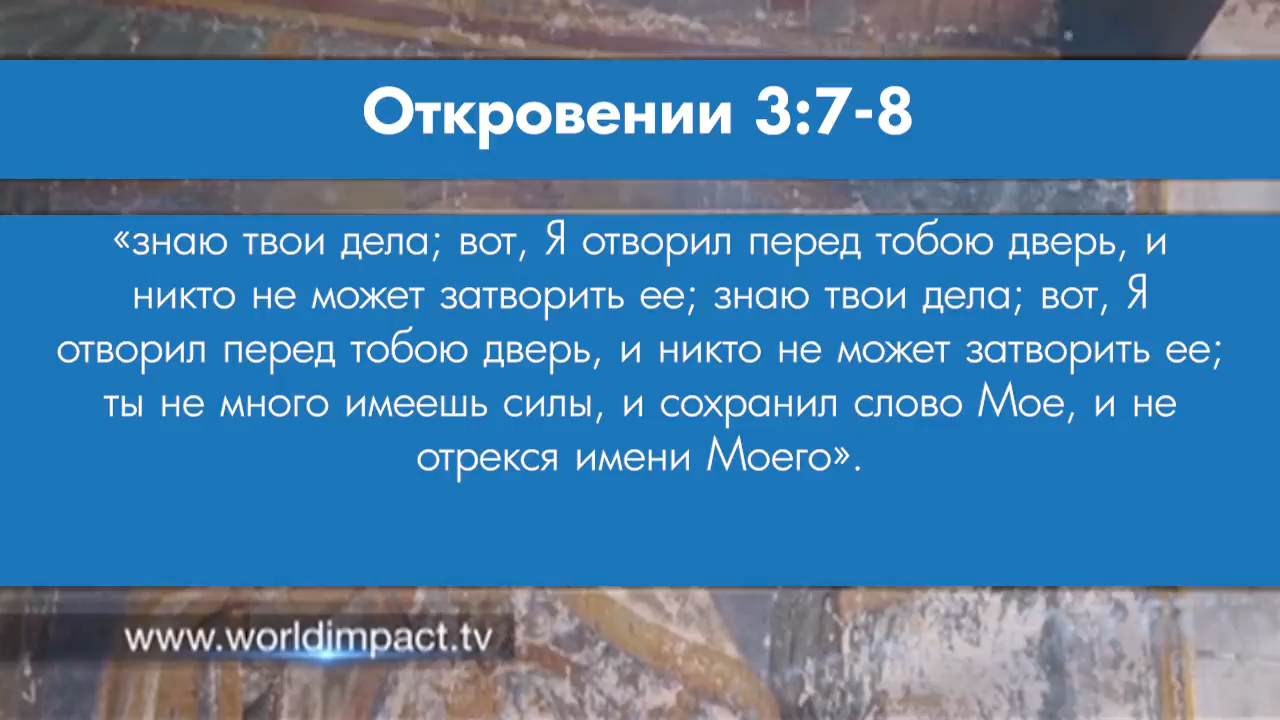 Откровении 3:7-8
«знаю твои дела; вот, Я отворил перед тобою дверь, и
никто не может затворить ее; знаю твои дела; вот, Я
отворил перед тобою дверь, и никто не может затворить ее;
ты не много имеешь силы, и сохранил слово Мое, и не
отрекся имени Моего».
www.worldimpact.tv